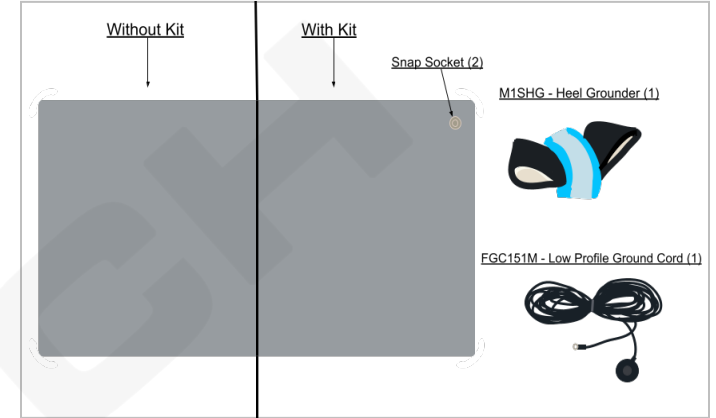 Without Kit
With Kit
Snap Socket (2)
M1SHG - Heel Grounder (1)
FGC151M - Low Profile Ground Cord (1)